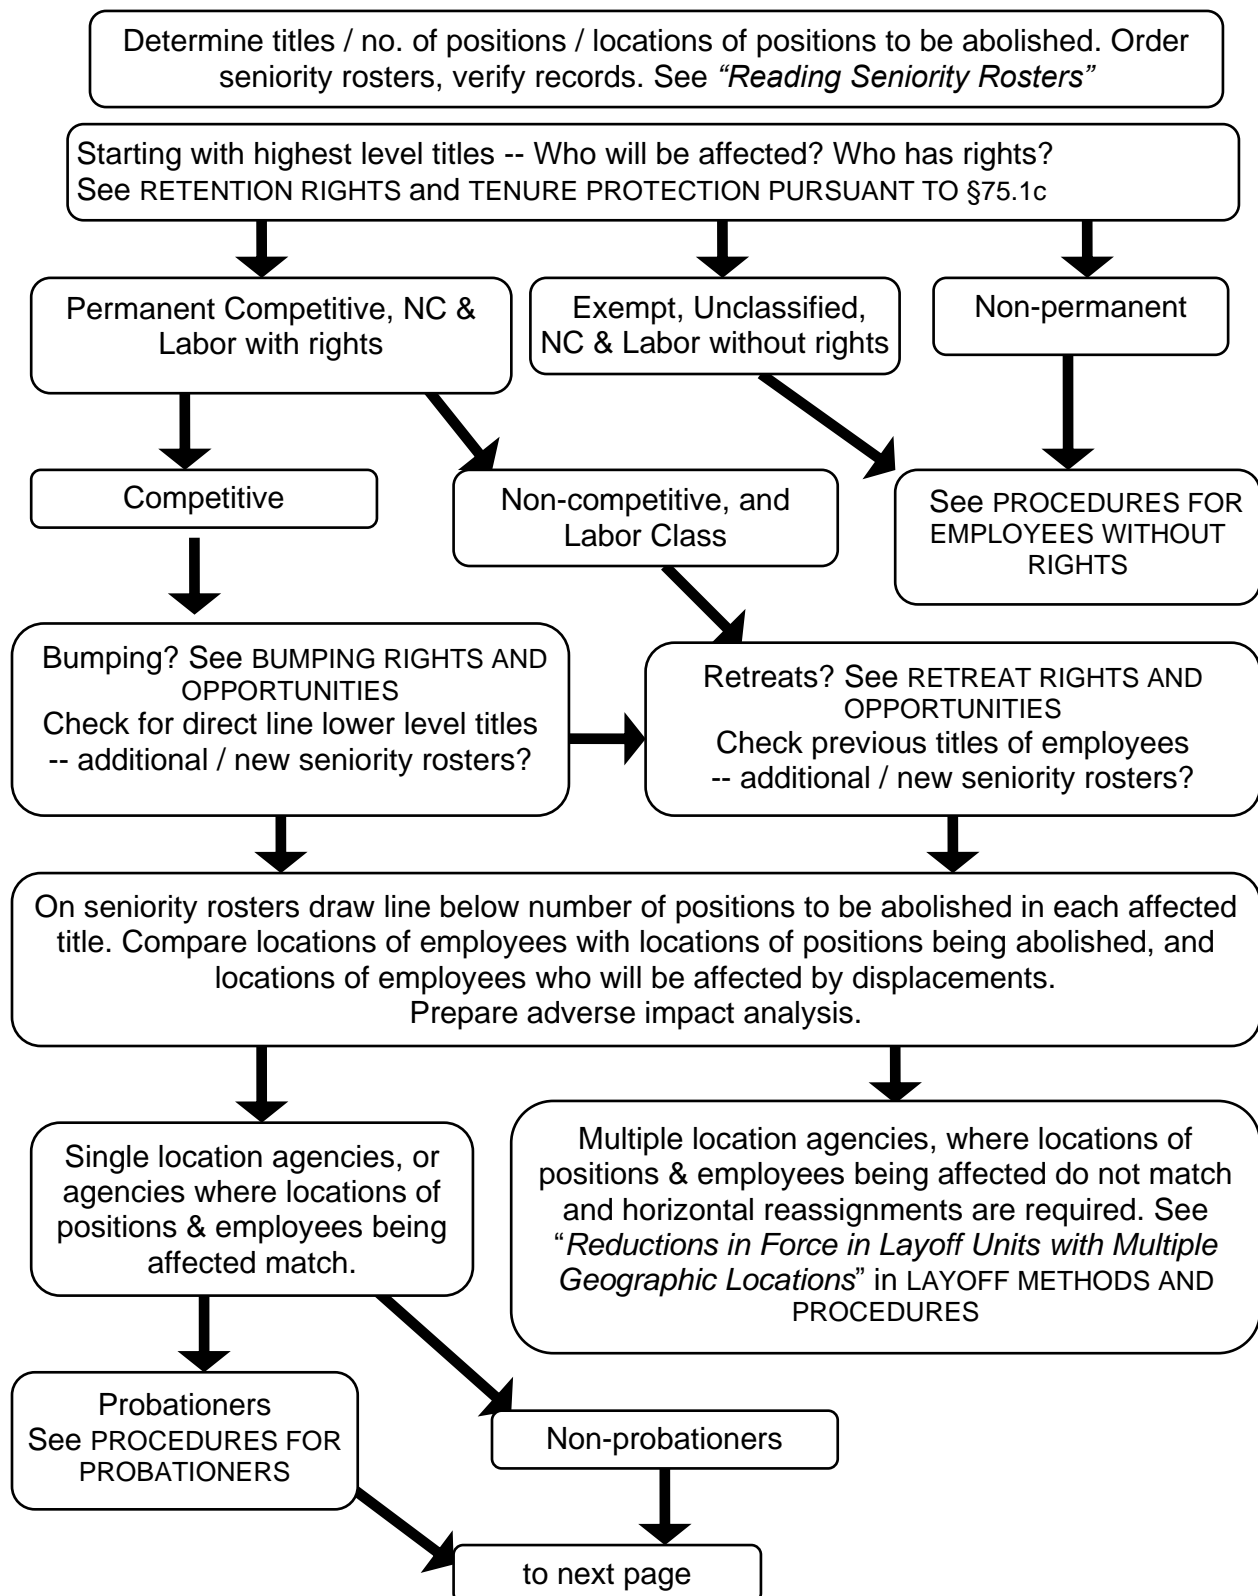 Determine titles / no. of positions / locations of positions to be abolished. Order
seniority rosters, verify records. See “Reading Seniority Rosters”
Starting with highest level titles -- Who will be affected? Who has rights?
See RETENTION RIGHTS and TENURE PROTECTION PURSUANT TO §75.1c
Permanent Competitive, NC &
Labor with rights
Exempt, Unclassified,
NC & Labor without rights
Non-permanent
Competitive
Non-competitive, and
Labor Class
See PROCEDURES FOR
EMPLOYEES WITHOUT
RIGHTS
Bumping? See BUMPING RIGHTS AND
OPPORTUNITIES
Check for direct line lower level titles
-- additional / new seniority rosters?
Retreats? See RETREAT RIGHTS AND
OPPORTUNITIES
Check previous titles of employees
-- additional / new seniority rosters?
On seniority rosters draw line below number of positions to be abolished in each affected
title. Compare locations of employees with locations of positions being abolished, and
locations of employees who will be affected by displacements.
Prepare adverse impact analysis.
Single location agencies, or
agencies where locations of
positions & employees being
affected match.
Multiple location agencies, where locations of
positions & employees being affected do not match
and horizontal reassignments are required. See
“Reductions in Force in Layoff Units with Multiple
Geographic Locations” in LAYOFF METHODS AND
PROCEDURES
Probationers
See PROCEDURES FOR
PROBATIONERS
Non-probationers
to next page